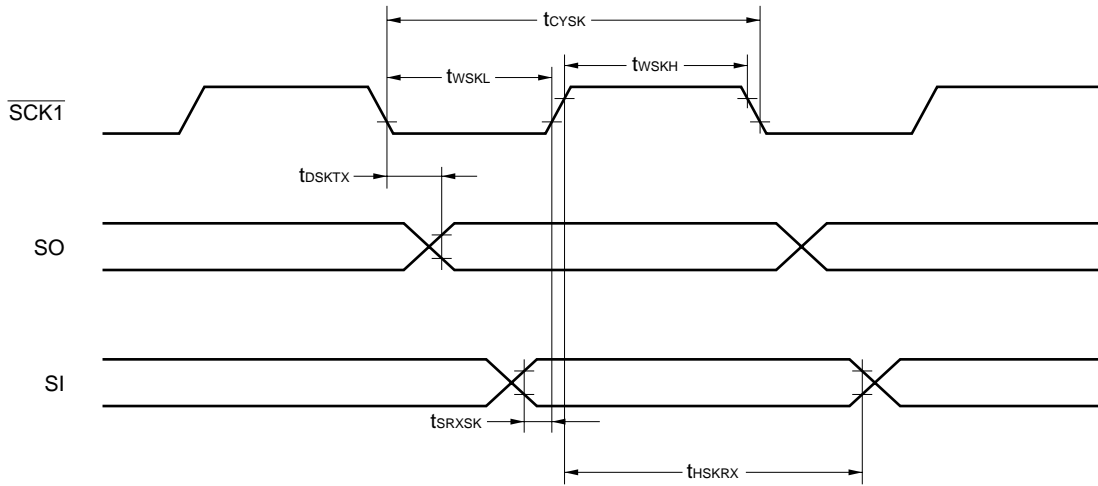 tCYSK
tWSKL
tWSKH
SCK1
tDSKTX
SO
SI
tSRXSK
tHSKRX